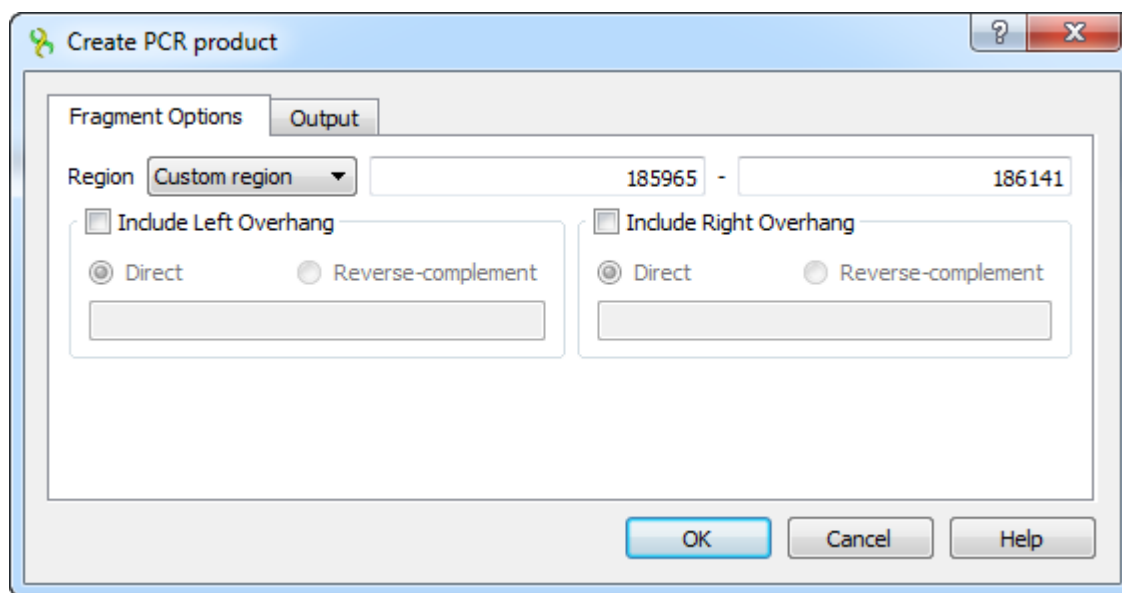 Create PCR product
Fragment Options Output
Region Custom region 185965 - 186141
Include Left Overhang Include Right Overhang
Direct Reverse-complement Direct Reverse-complement
OK Cancel Help